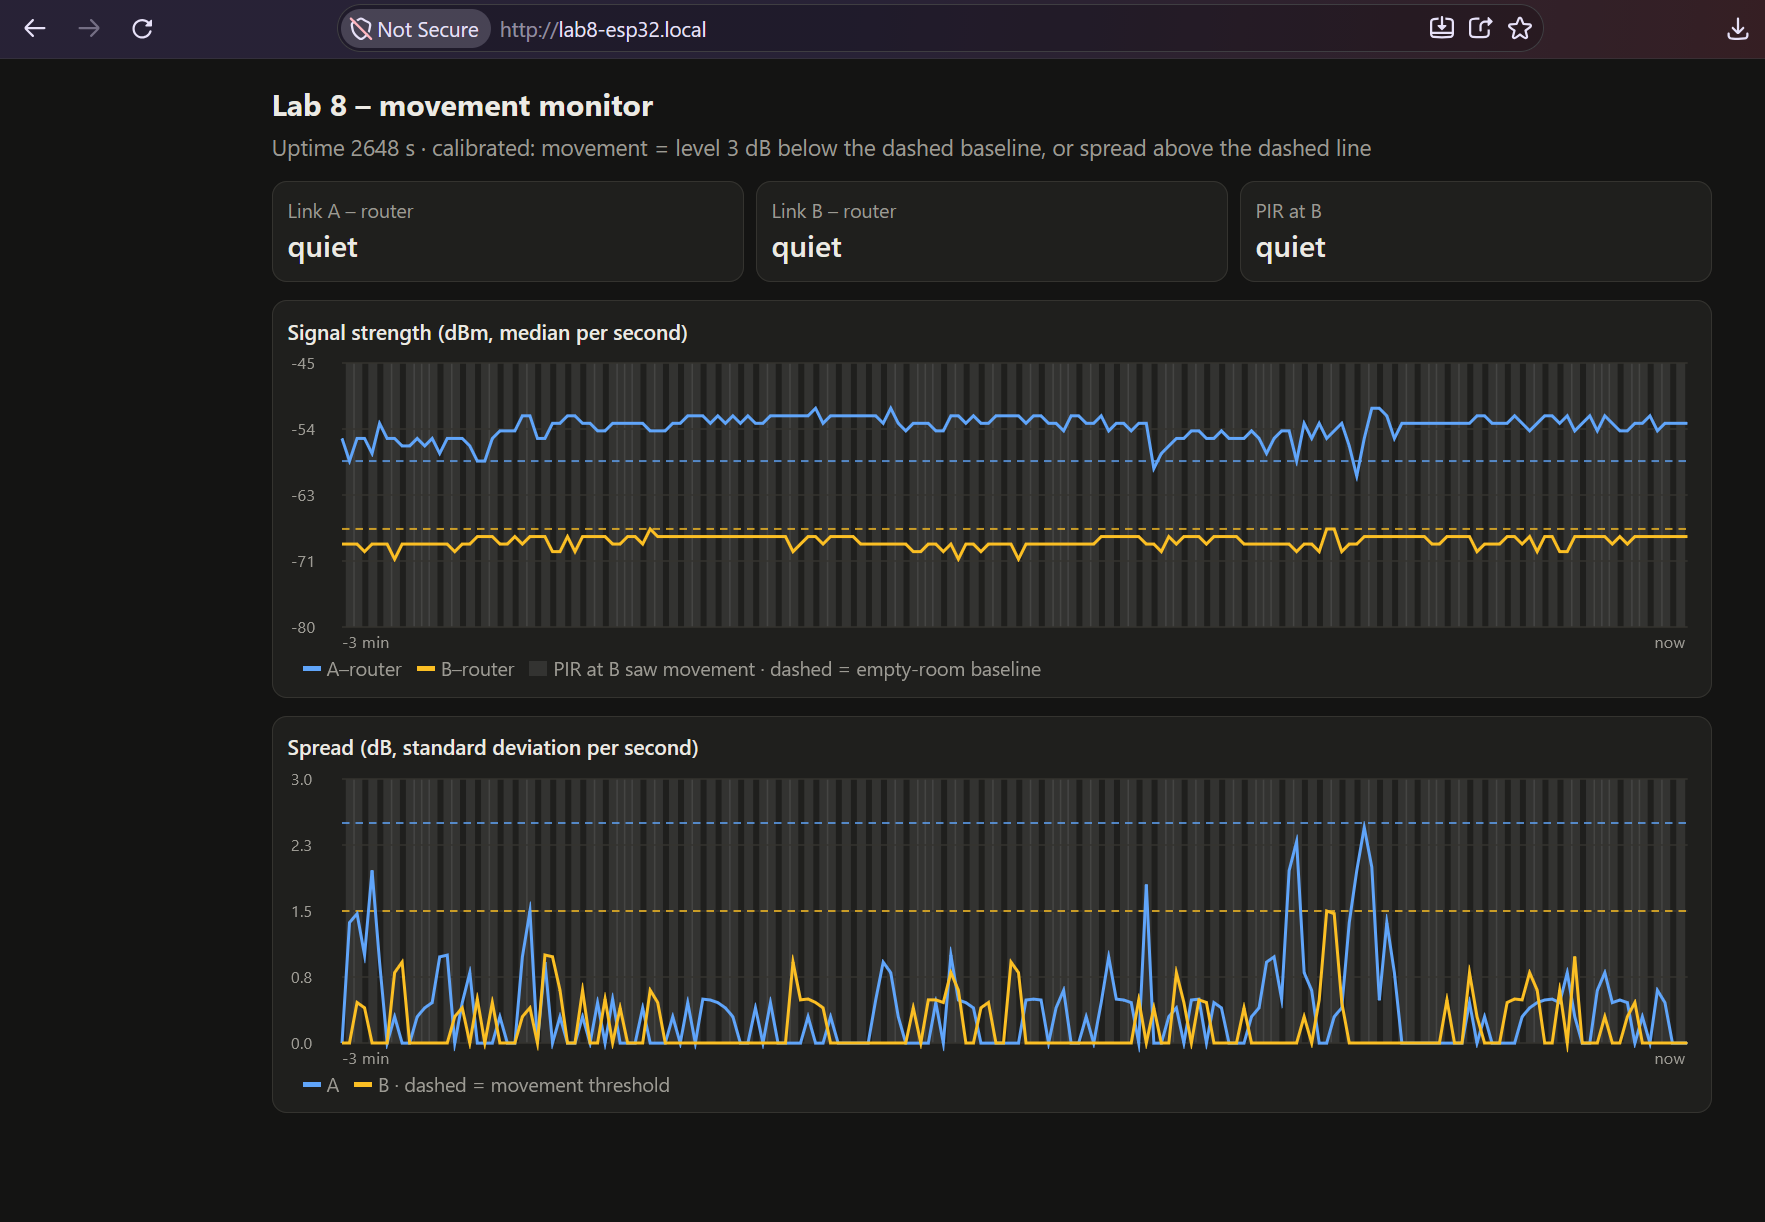 Not Secure http://lab8-esp32.local
Lab 8 – movement monitor
Uptime 2648 s · calibrated: movement = level 3 dB below the dashed baseline, or spread above the dashed line
Link A – router
quiet
Link B – router
quiet
PIR at B
quiet
Signal strength (dBm, median per second)
-45
-54
-63
-71
-80
-3 min
now
A–router B–router PIR at B saw movement · dashed = empty-room baseline
Spread (dB, standard deviation per second)
3.0
2.3
1.5
0.8
0.0
-3 min
now
A B · dashed = movement threshold